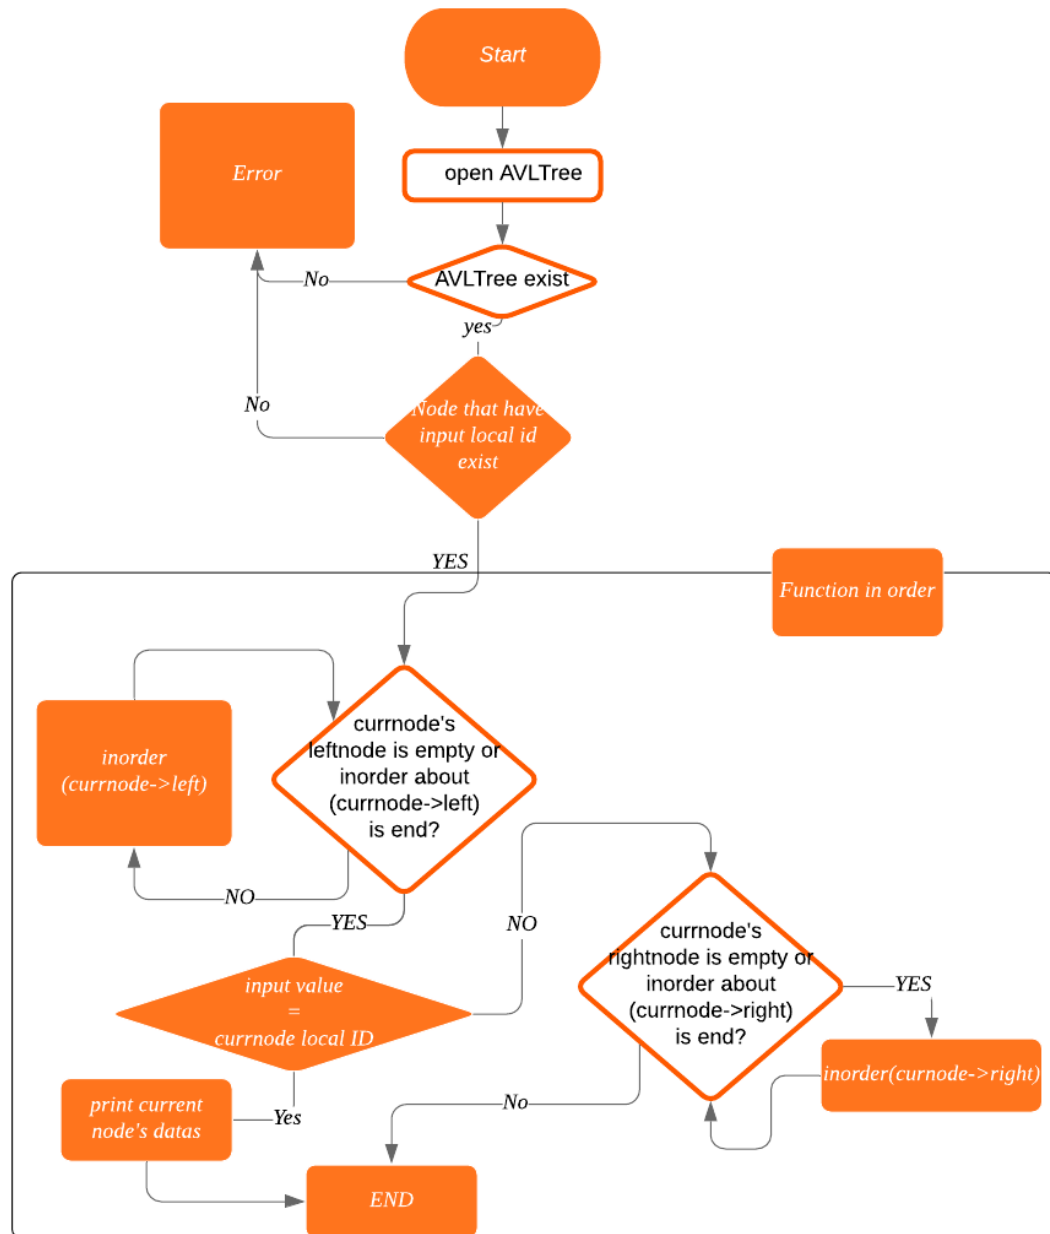 Start
Error
open AVLTree
AVLTree exist
No
yes
No
Node that have
input local id
exist
YES
Function in order
currnode's
leftnode is empty or
inorder about
(currnode->left)
is end?
inorder
(currnode->left)
NO
YES
NO
currnode's
rightnode is empty or
inorder about
(currnode->right)
is end?
YES
input value
=
currnode local ID
inorder(curnode->right)
print current
node's datas
Yes
No
END